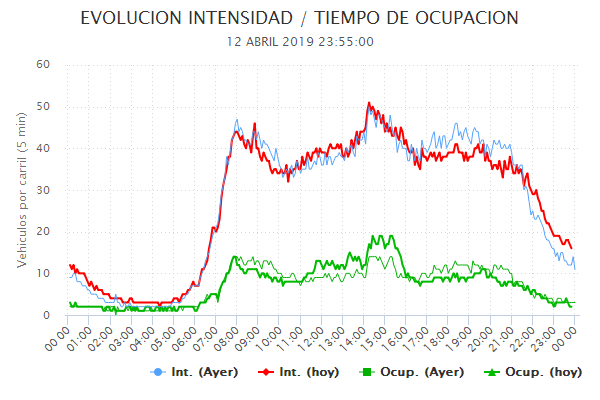 EVOLUCION INTENSIDAD / TIEMPO DE OCUPACION
12 ABRIL 2019 23:55:00
Vehiculos por carril (5 min)
60
50
40
30
20
10
0
00:00 01:00 02:00 03:00 04:00 05:00 06:00 07:00 08:00 09:00 10:00 11:00 12:00 13:00 14:00 15:00 16:00 17:00 18:00 19:00 20:00 21:00 22:00 23:00 00:00
Int. (Ayer) Int. (hoy) Ocup. (Ayer) Ocup. (hoy)